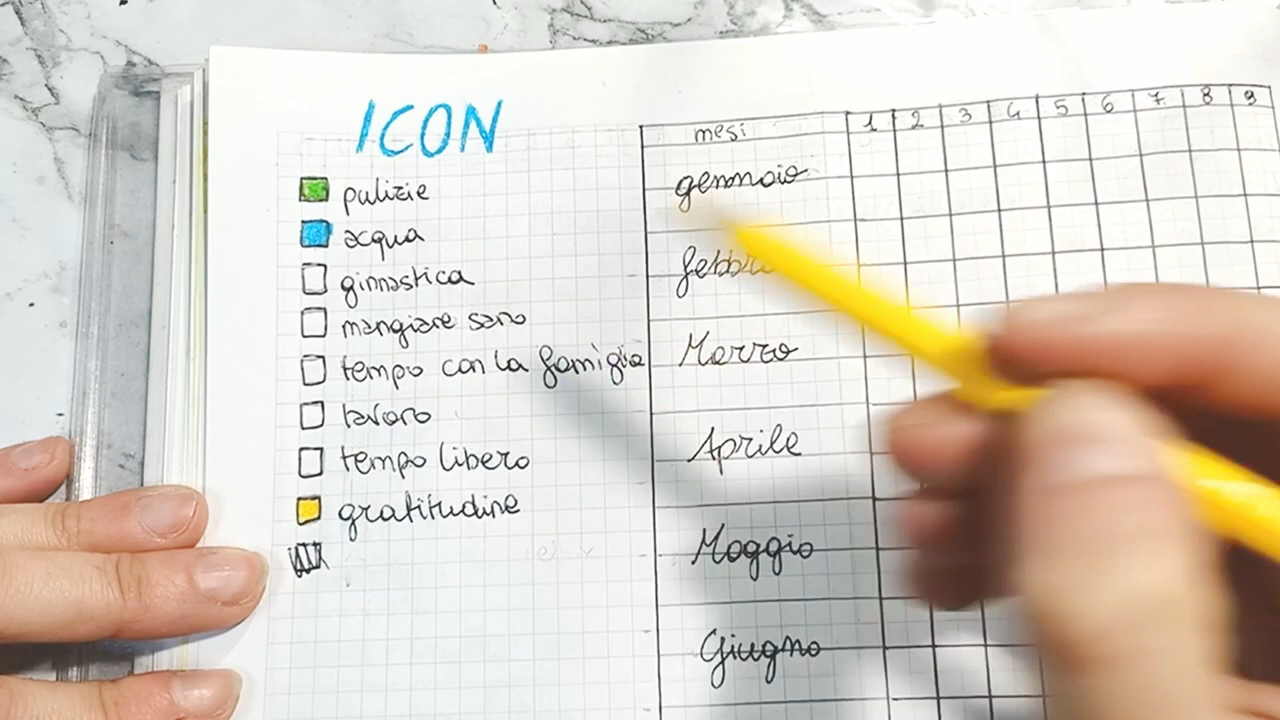 ICON
pulizie
acqua
ginnastica
mangiare sano
tempo con la famiglia
lavoro
tempo libero
gratitudine
mesi 1 2 3 4 5 6 7 8 9
gennaio
Marzo
Aprile
Maggio
Giugno